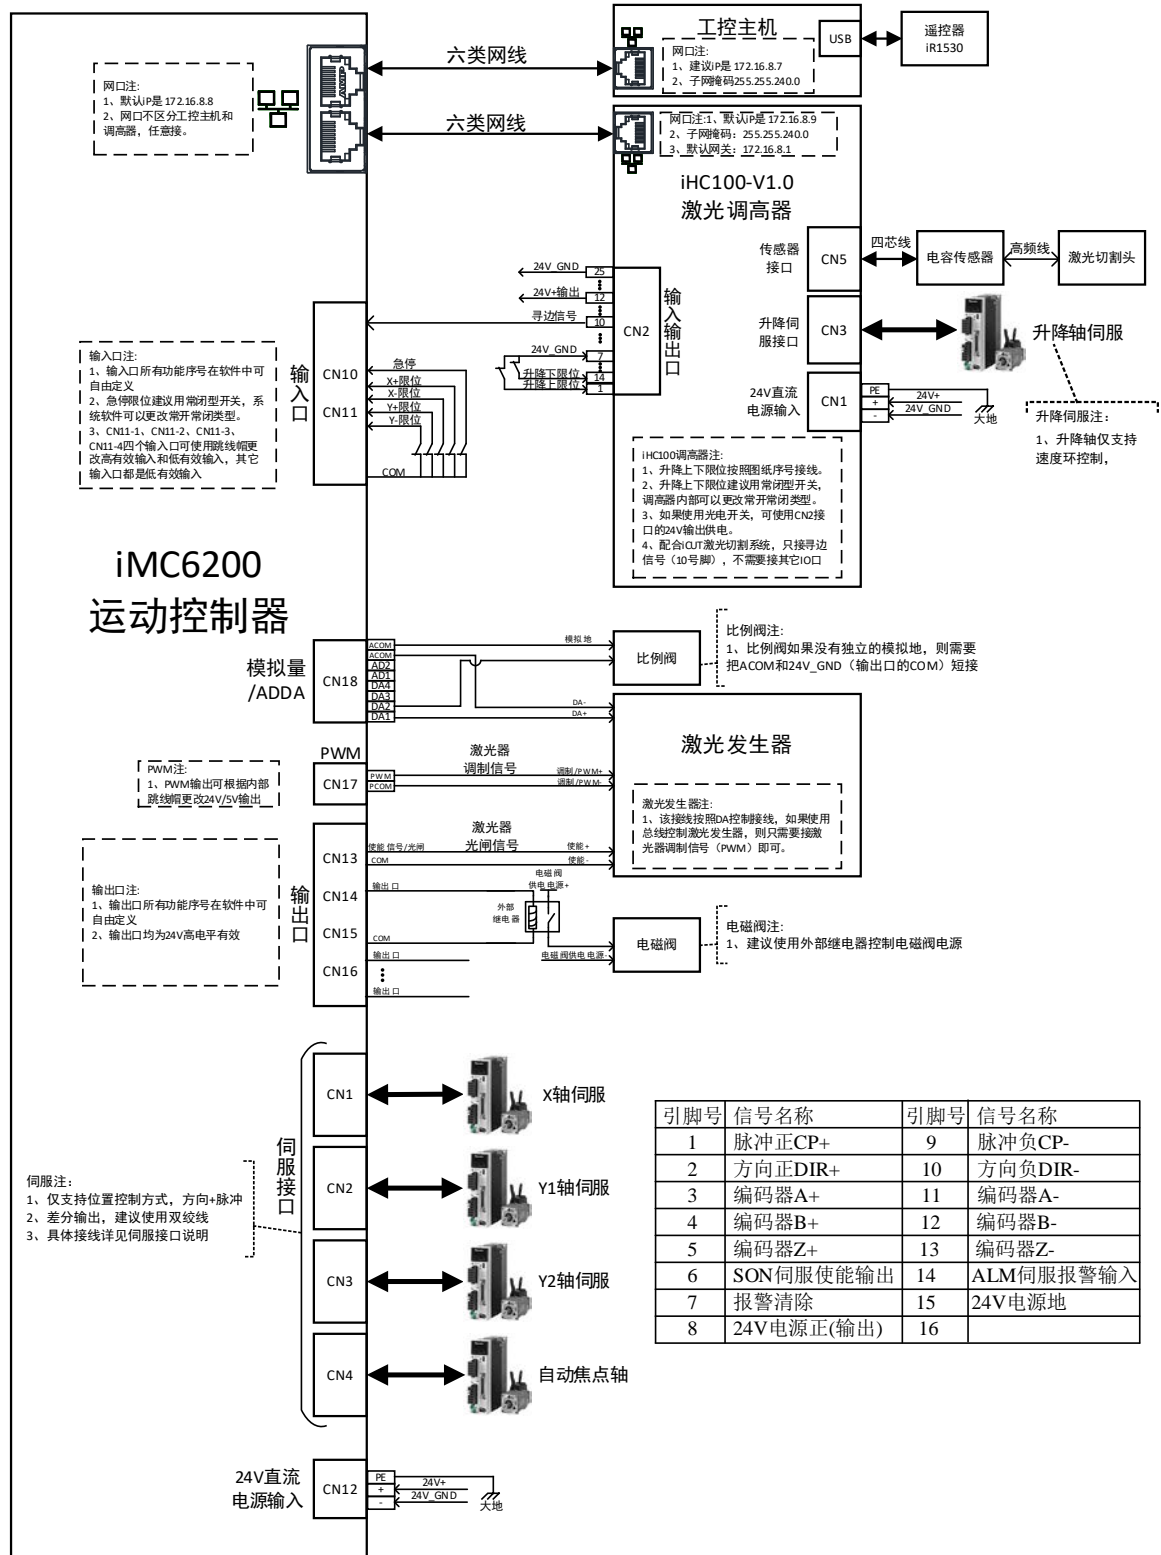 工控主机
USB
遥控器
iR1530
网口注:
1、建议IP是 172.16.8.7
2、子网掩码255.255.240.0
六类网线
六类网线
网口注:
1、默认IP是 172.16.8.8
2、网口不区分工控主机和
调高器，任意接。
网口注:1、默认IP是 172.16.8.9
2、子网掩码：255.255.240.0
3、默认网关：172.16.8.1
iHC100-V1.0
激光调高器
传感器
接口
CN5
四芯线
电容传感器
高频线
激光切割头
升降伺
服接口
CN3
升降轴伺服
升降伺服注：
1、升降轴仅支持
速度环控制，
24V直流
电源输入
CN1
PE
+
-
24V+
24V_GND
大地
CN2
输入输出口
24V_GND
25
24V+输出
12
寻边信号
10
24V_GND
7
升降下限位
14
升降上限位
1
iHC100调高器注：
1、升降上下限位按照图纸序号接线。
2、升降上下限位建议用常闭型开关，
调高器内部可以更改常开常闭类型。
3、如果使用光电开关，可使用CN2接
口的24V输出供电。
4、配合iCUT激光切割系统，只接寻边
信号（10号脚），不需要接其它IO口
输入口注：
1、输入口所有功能序号在软件中可
自由定义
2、急停限位建议用常闭型开关，系
统软件可以更改常开常闭类型。
3、CN11-1、CN11-2、CN11-3、
CN11-4四个输入口可使用跳线帽更
改高有效输入和低有效输入，其它
输入口都是低有效输入
输入口
CN10
CN11
急停
X+限位
X-限位
Y+限位
Y-限位
COM
iMC6200
运动控制器
模拟量
/ADDA
CN18
ACOM
ACOM
AD2
AD1
DA4
DA3
DA2
DA1
模拟地
DA-
DA+
比例阀
比例阀注：
1、比例阀如果没有独立的模拟地，则需要
把ACOM和24V_GND（输出口的COM）短接
激光发生器
激光发生器注:
1、该接线按照DA控制接线，如果使用
总线控制激光发生器，则只需要接激
光器调制信号（PWM）即可。
PWM
CN17
PWM
PCOM
激光器
调制信号
调制/PWM+
调制/PWM-
PWM注：
1、PWM输出可根据内部
跳线帽更改24V/5V输出
输出口注：
1、输出口所有功能序号在软件中可
自由定义
2、输出口均为24V高电平有效
输出口
CN13
CN14
CN15
CN16
使能信号/光闸
COM
激光器
光闸信号
使能+
使能-
输出口
COM
输出口
输出口
外部
继电器
电磁阀
供电电源+
电磁阀供电电源-
电磁阀
电磁阀注：
1、建议使用外部继电器控制电磁阀电源
伺服接口
CN1
X轴伺服
CN2
Y1轴伺服
CN3
Y2轴伺服
CN4
自动焦点轴
伺服注：
1、仅支持位置控制方式，方向+脉冲
2、差分输出，建议使用双绞线
3、具体接线详见伺服接口说明
引脚号 信号名称 引脚号 信号名称
1 脉冲正CP+ 9 脉冲负CP-
2 方向正DIR+ 10 方向负DIR-
3 编码器A+ 11 编码器A-
4 编码器B+ 12 编码器B-
5 编码器Z+ 13 编码器Z-
6 SON伺服使能输出 14 ALM伺服报警输入
7 报警清除 15 24V电源地
8 24V电源正(输出) 16
24V直流
电源输入
CN12
PE
+
-
24V+
24V_GND
大地